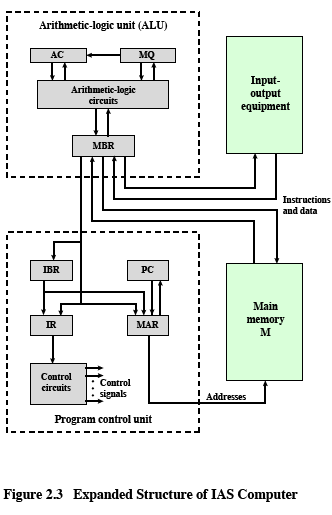 Arithmetic-logic unit (ALU)
AC
MQ
Arithmetic-logic
circuits
MBR
Input-
output
equipment
Instructions
and data
IBR
PC
IR
MAR
Control
circuits
Control
signals
Main
memory
M
Addresses
Program control unit
Figure 2.3 Expanded Structure of IAS Computer